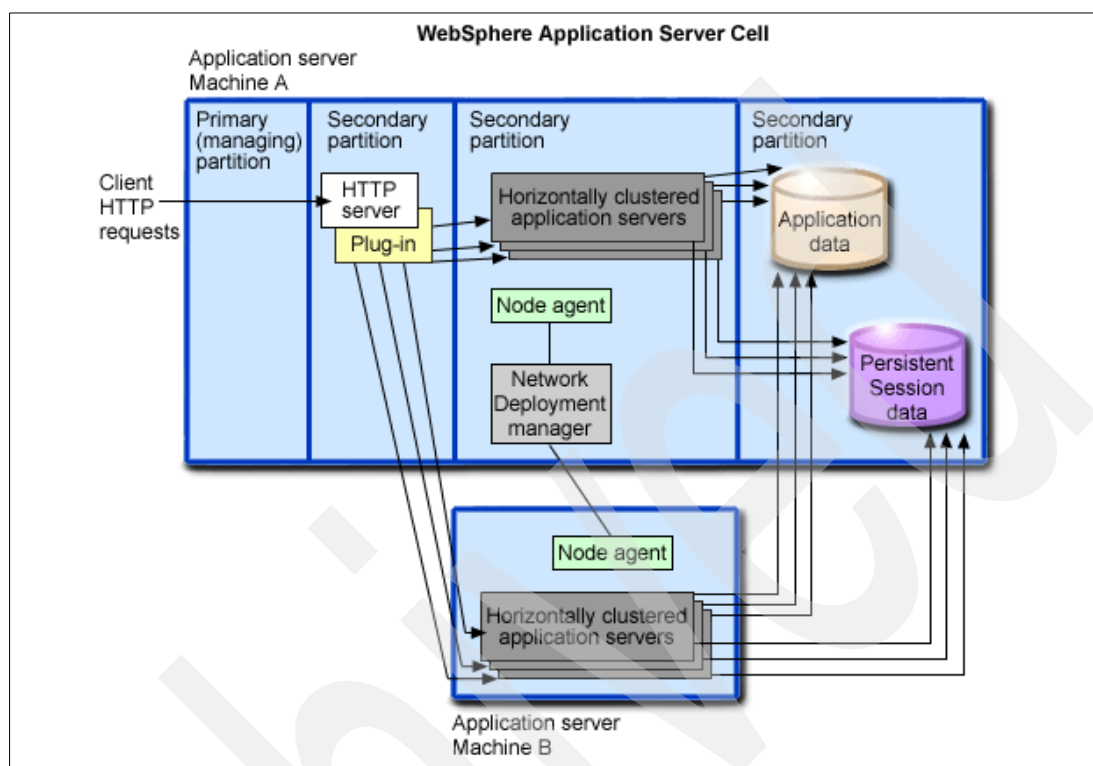 WebSphere Application Server Cell
Application server
Machine A
Primary
(managing)
partition
Secondary
partition
Secondary
partition
Secondary
partition
Client
HTTP
requests
HTTP
server
Plug-in
Horizontally clustered
application servers
Application
data
Node agent
Network
Deployment
manager
Persistent
Session
data
Node agent
Horizontally clustered
application servers
Application server
Machine B